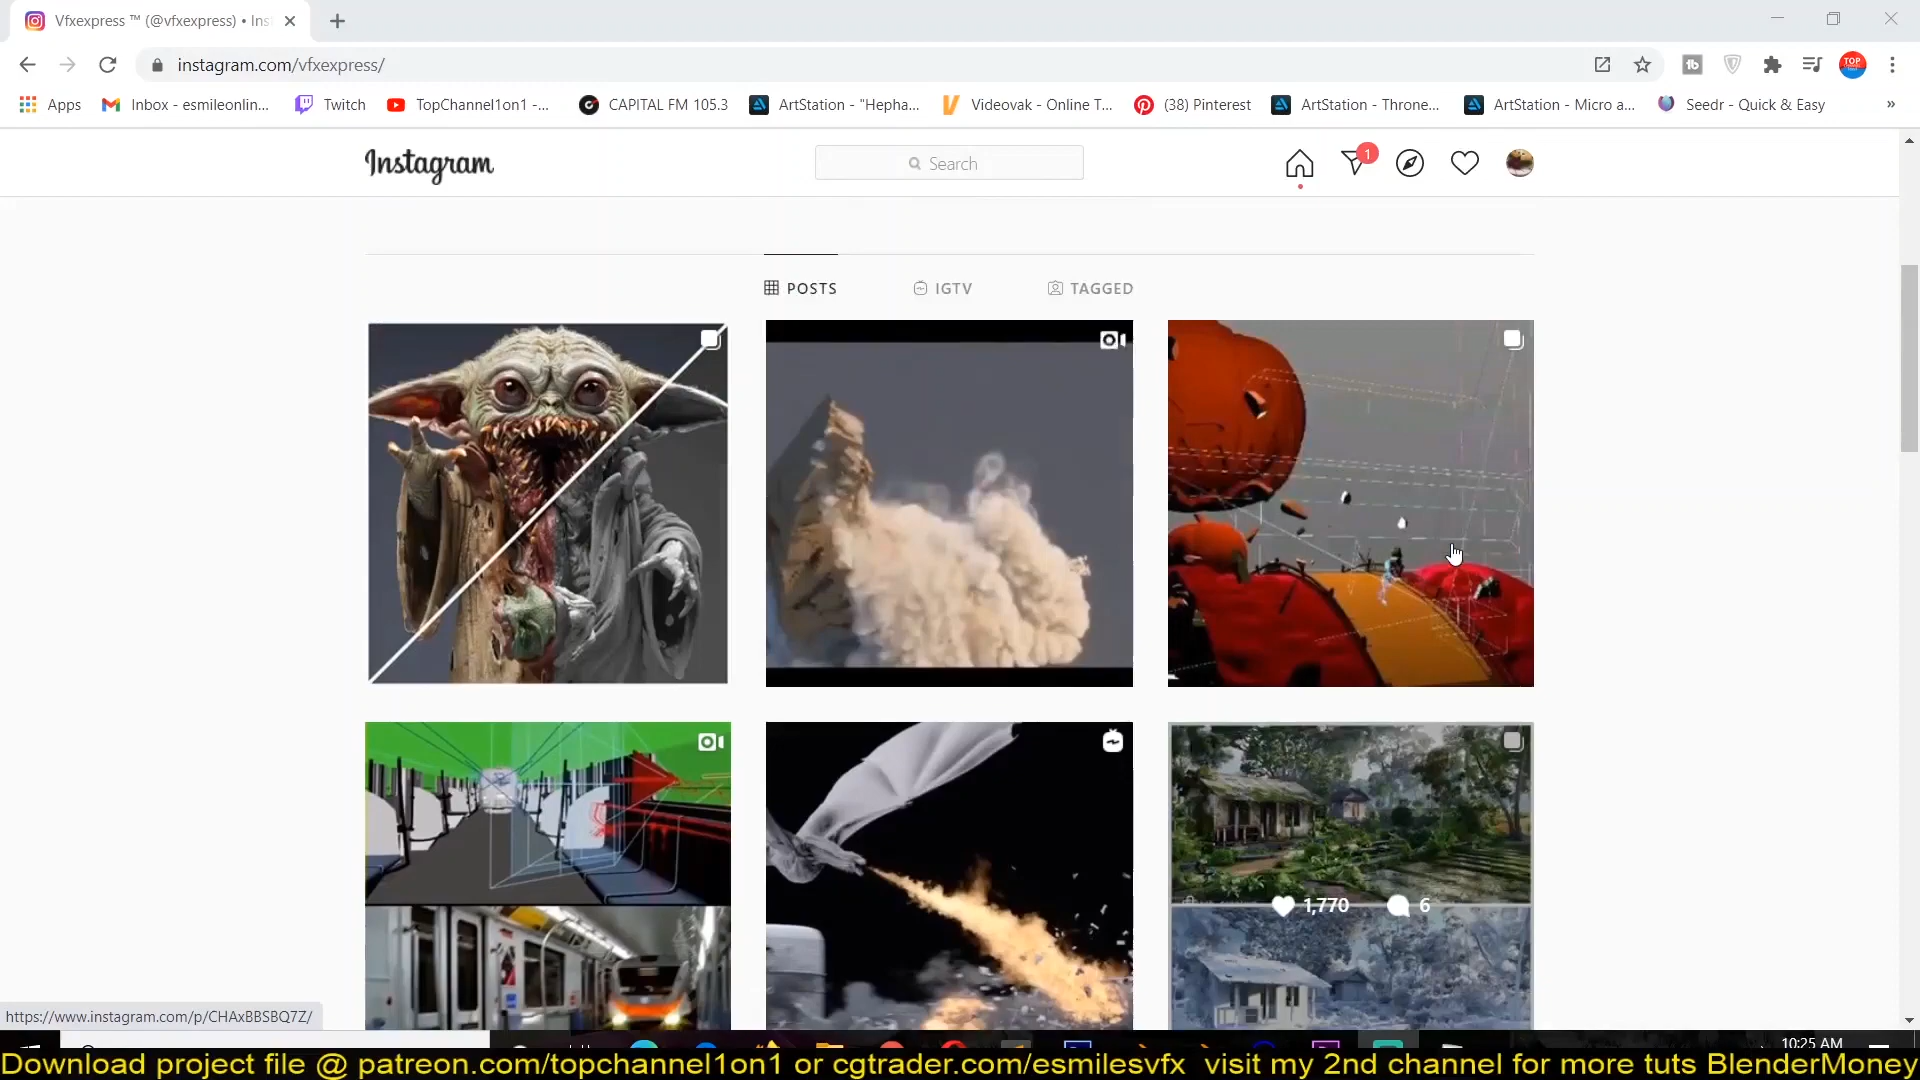 Vfxexpress ™ (@vfxexpress) • Ins
instagram.com/vfxexpress/
Apps
Inbox - esmileonlin...
Twitch
TopChannel1on1 -...
CAPITAL FM 105.3
ArtStation - "Hepha...
Videovak - Online T...
(38) Pinterest
ArtStation - Throne...
ArtStation - Micro a...
Seedr - Quick & Easy
»
TOP
Instagram
Search
1
POSTS
IGTV
TAGGED
1,770
6
https://www.instagram.com/p/CHAxBBSBQ7Z/
10:25 AM
Download project file @ patreon.com/topchannel1on1 or cgtrader.com/esmilesvfx visit my 2nd channel for more tuts BlenderMoney